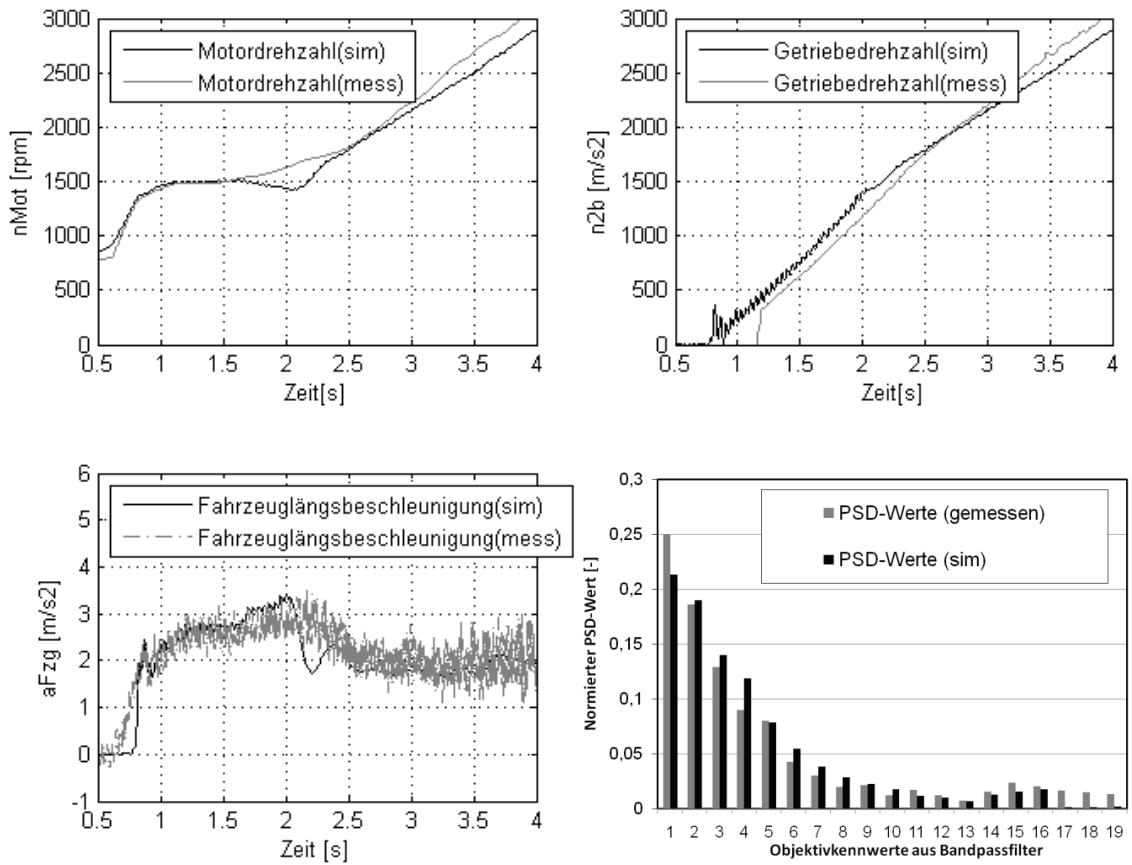 3000
2500
2000
1500
1000
500
0
nMot [rpm]
Motordrehzahl(sim)
Motordrehzahl(mess)
0.5 1 1.5 2 2.5 3 3.5 4
Zeit[s]
3000
2500
2000
1500
1000
500
0
n2b [m/s2]
Getriebedrehzahl(sim)
Getriebedrehzahl(mess)
0.5 1 1.5 2 2.5 3 3.5 4
Zeit[s]
6
5
4
3
2
1
0
-1
aFzg [m/s2]
Fahrzeuglängsbeschleunigung(sim)
Fahrzeuglängsbeschleunigung(mess)
0.5 1 1.5 2 2.5 3 3.5 4
Zeit [s]
0,3
0,25
0,2
0,15
0,1
0,05
0
Normierter PSD-Wert [-]
PSD-Werte (gemessen)
PSD-Werte (sim)
1 2 3 4 5 6 7 8 9 10 11 12 13 14 15 16 17 18 19
Objektivkennwerte aus Bandpassfilter